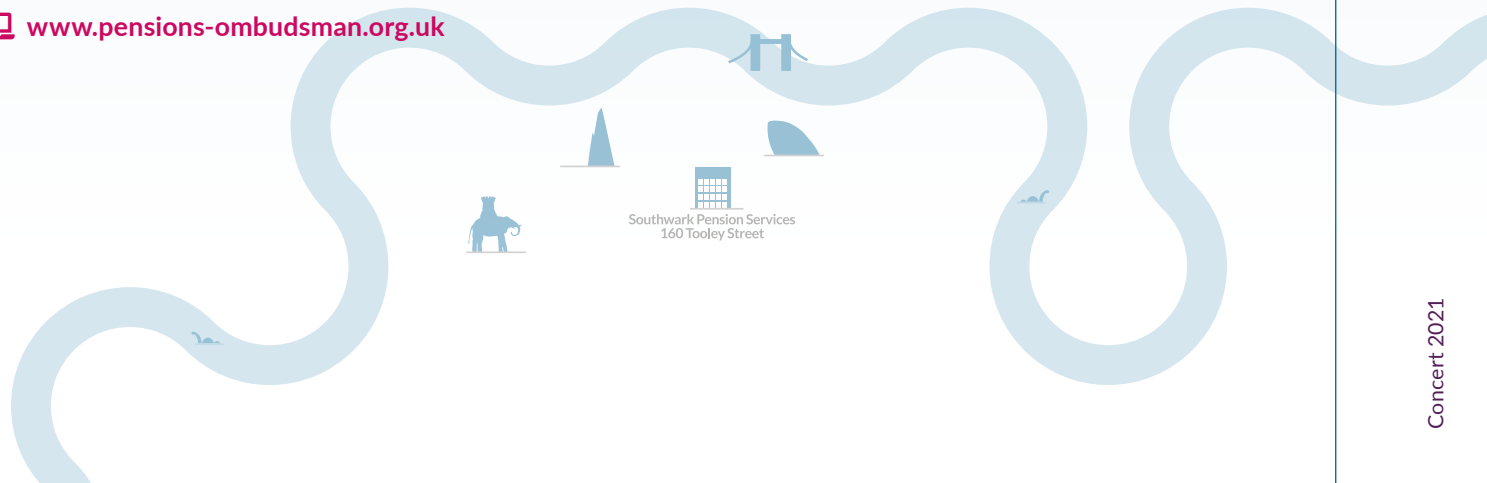 www.pensions-ombudsman.org.uk
Southwark Pension Services
160 Tooley Street
Concert 2021